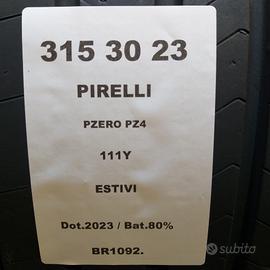 315 30 23
PIRELLI
PZERO PZ4
111Y
ESTIVI
Dot.2023 / Bat.80%
BR1092.
subito